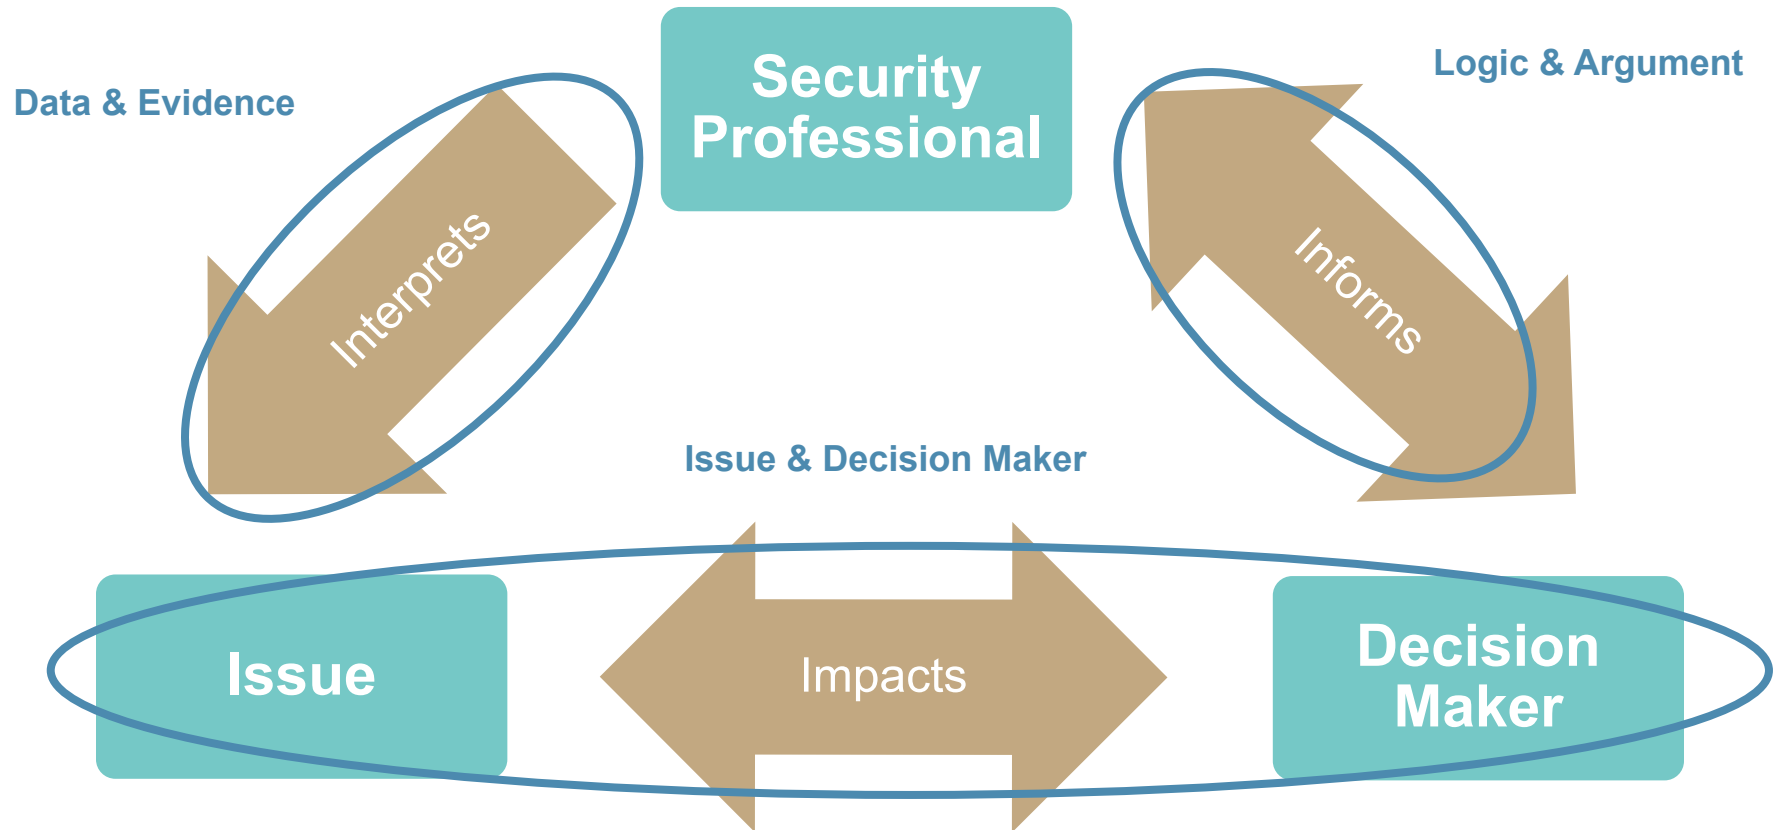 Security
Professional
Logic & Argument
Data & Evidence
Interprets
Informs
Issue & Decision Maker
Issue
Impacts
Decision
Maker